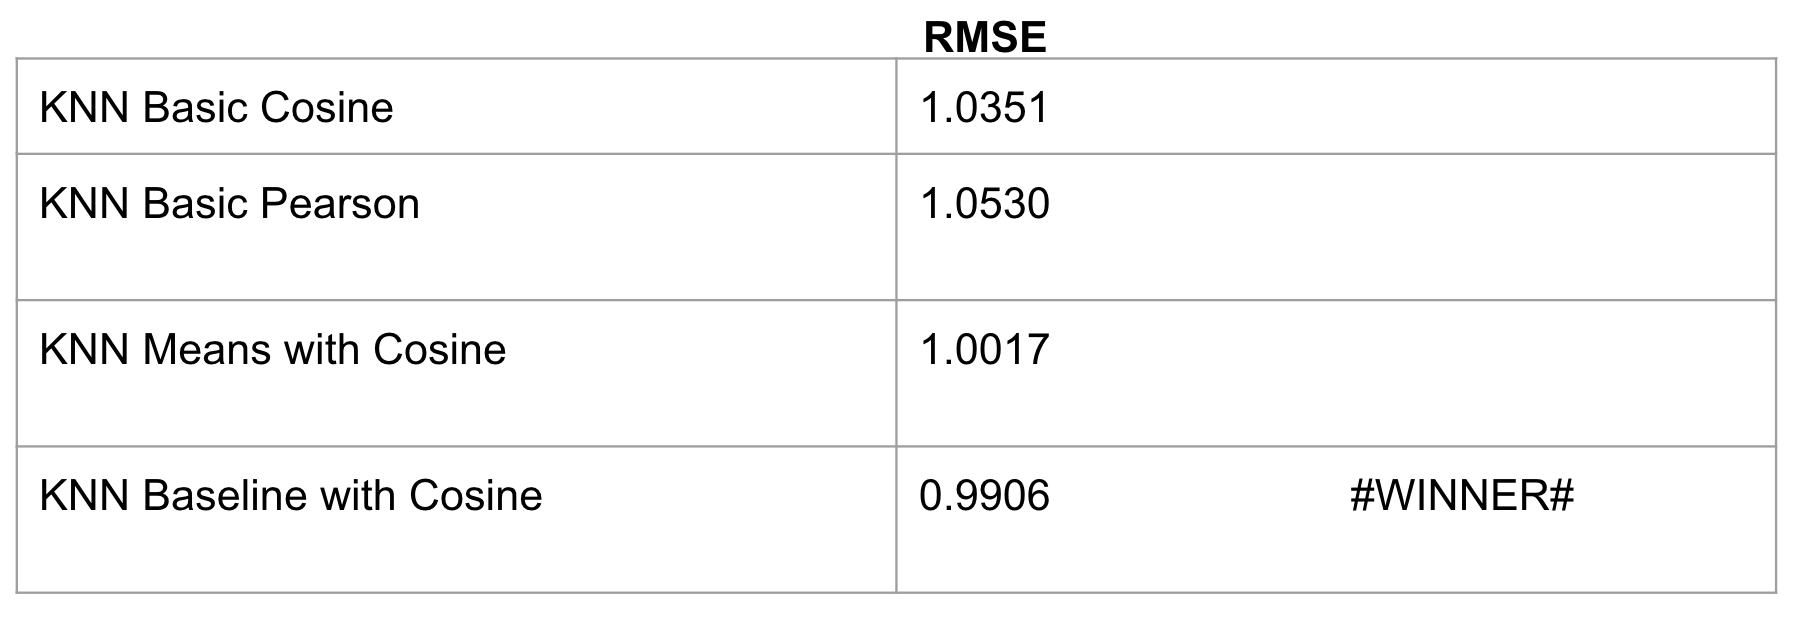 RMSE
KNN Basic Cosine 1.0351
KNN Basic Pearson 1.0530
KNN Means with Cosine 1.0017
KNN Baseline with Cosine 0.9906 #WINNER#